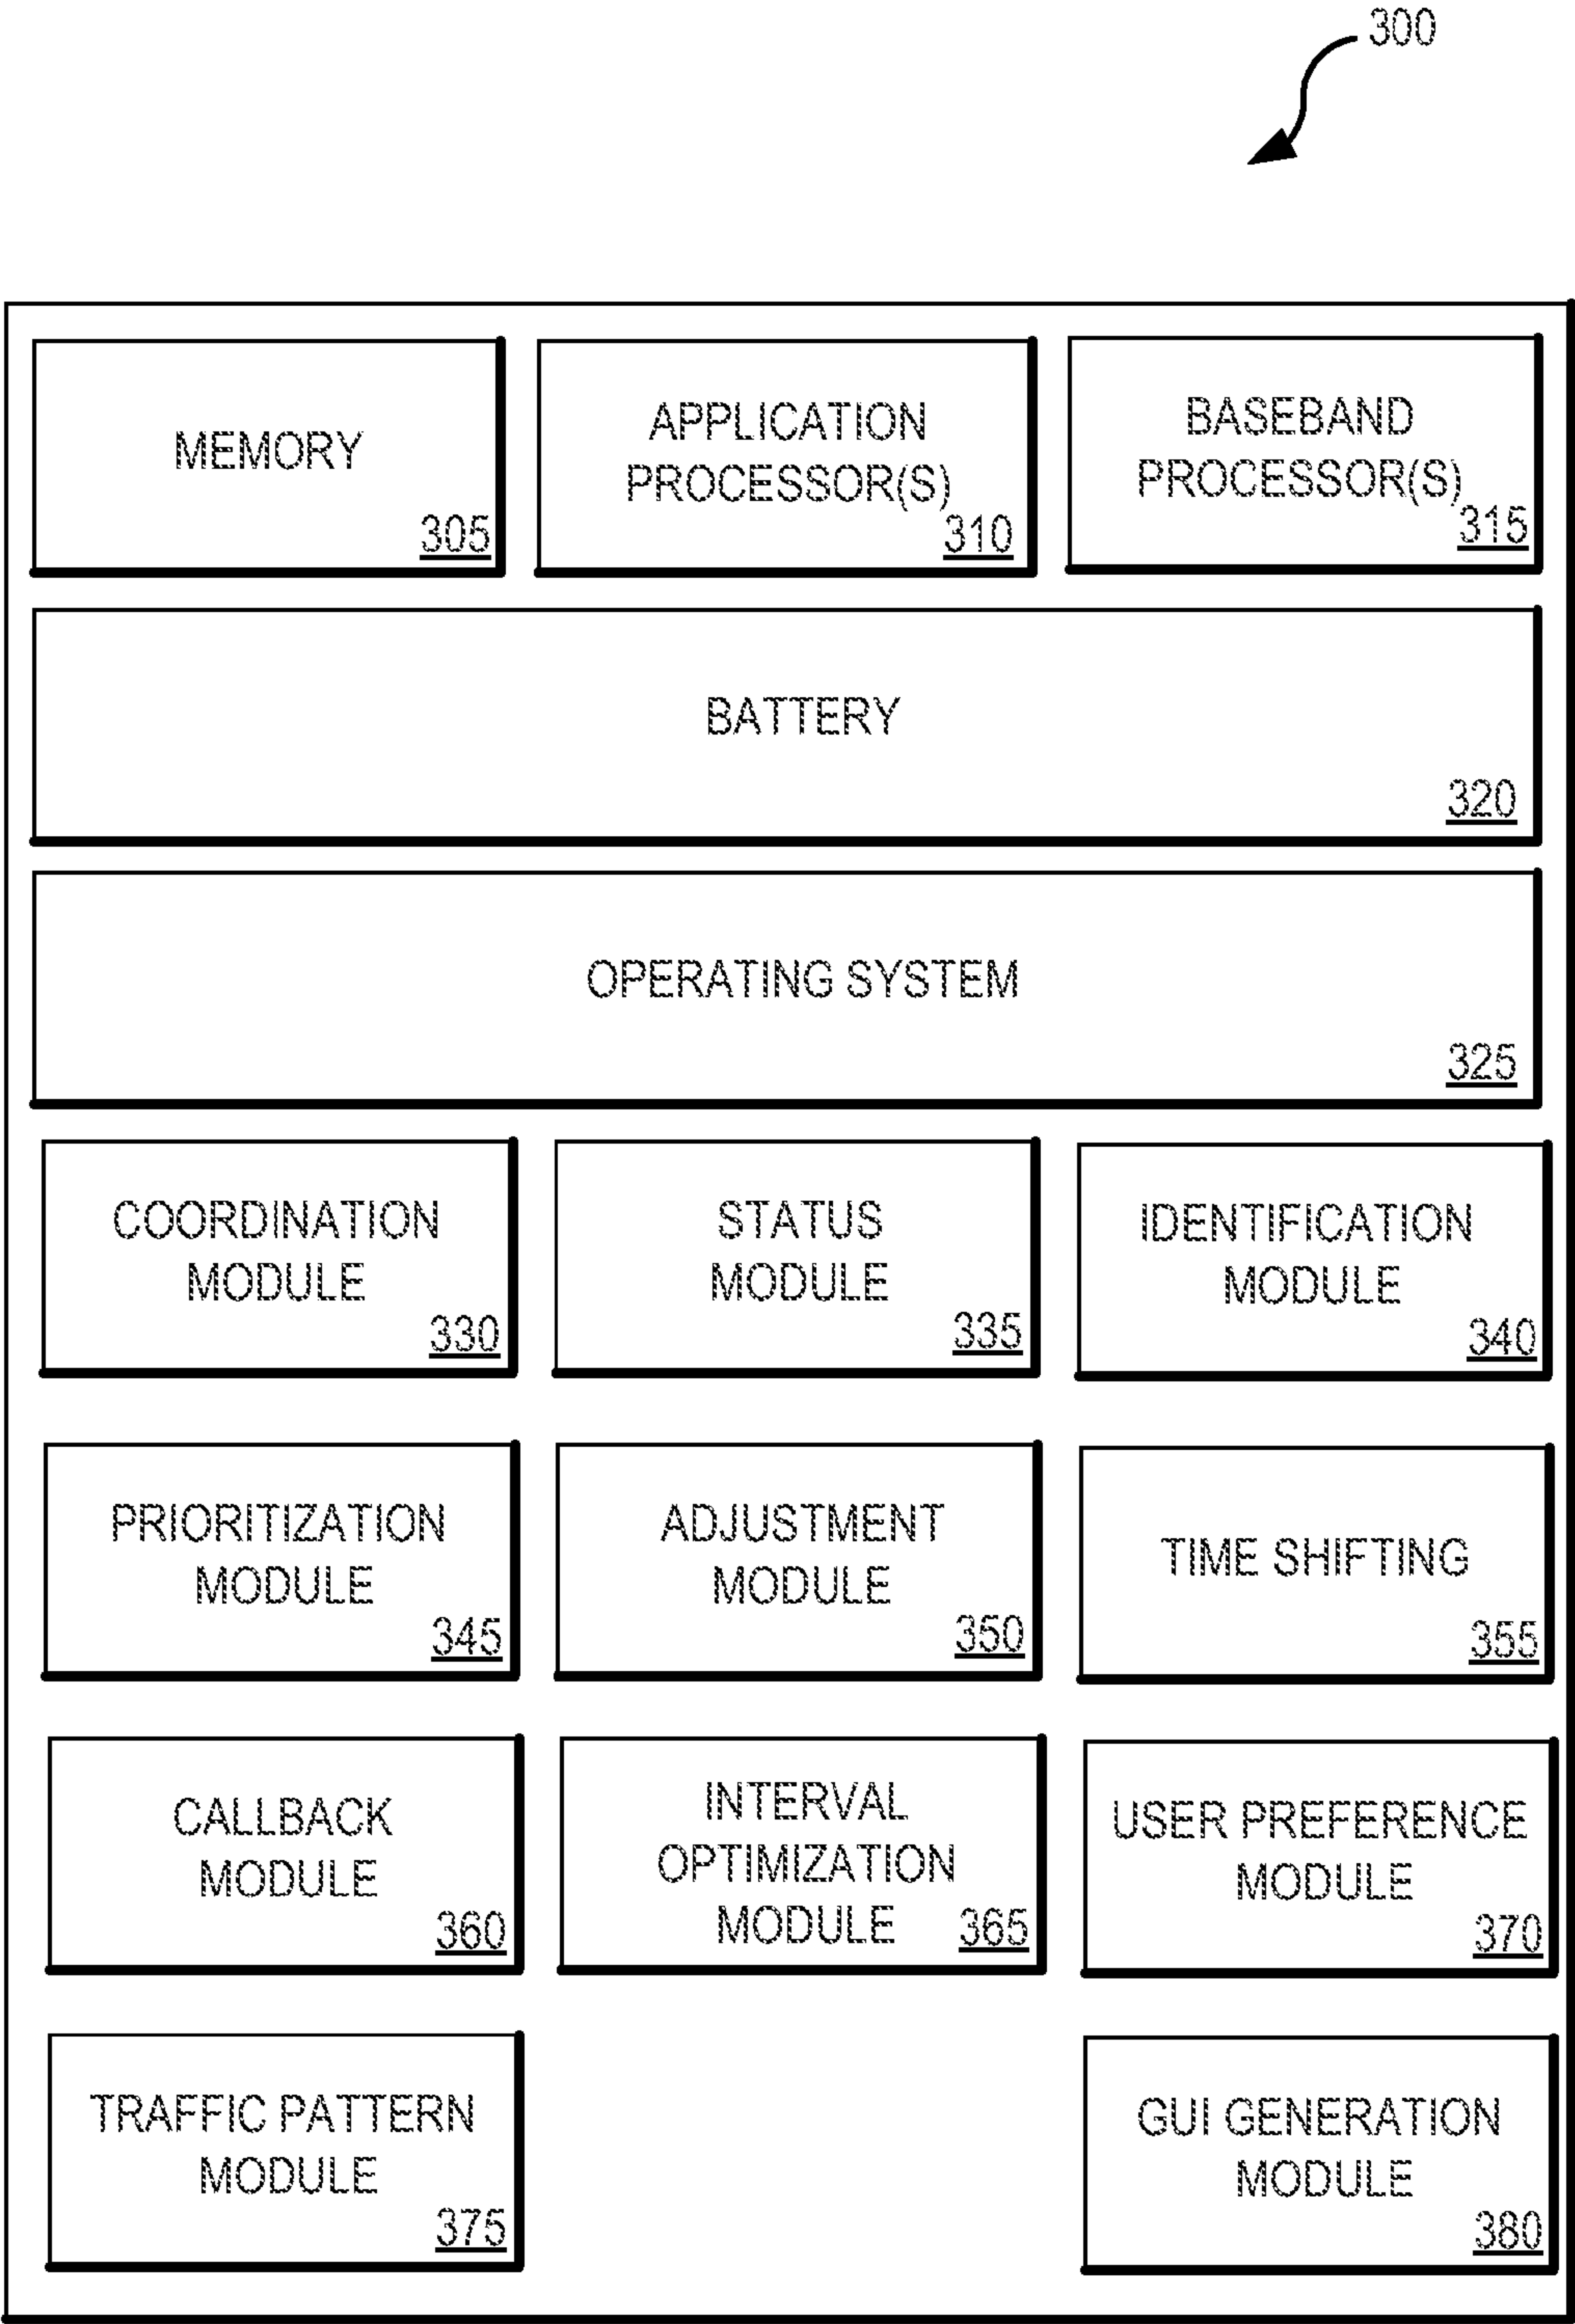 300
MEMORY
305
APPLICATION
PROCESSOR(S)
310
BASEBAND
PROCESSOR(S)
315
BATTERY
320
OPERATING SYSTEM
325
COORDINATION
MODULE
330
STATUS
MODULE
335
IDENTIFICATION
MODULE
340
PRIORITIZATION
MODULE
345
ADJUSTMENT
MODULE
350
TIME SHIFTING
355
CALLBACK
MODULE
360
INTERVAL
OPTIMIZATION
MODULE
365
USER PREFERENCE
MODULE
370
TRAFFIC PATTERN
MODULE
375
GUI GENERATION
MODULE
380